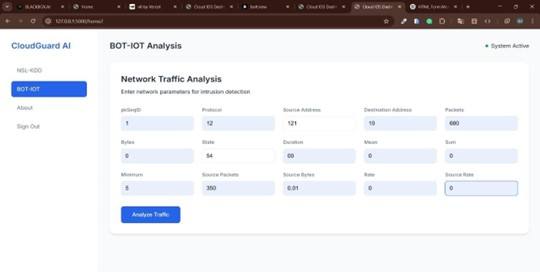 BLACKBOX.AI
Home
v0 by Vercel
Cloud IDS Dash
bolt.new
Cloud IDS Dash
Cloud IDS Dash
HTML Form Mo
127.0.0.1:5000/home2
CloudGuard AI
BOT-IOT Analysis
System Active
NSL-KDD
BOT-IOT
About
Sign Out
Network Traffic Analysis
Enter network parameters for intrusion detection
pkSeqID Protocol Source Address Destination Address Packets
1 12 121 10 680
Bytes State Duration Mean Sum
0 54 00 0 0
Minimum Source Packets Source Bytes Rate Source Rate
5 350 0.01 0 0
Analyze Traffic